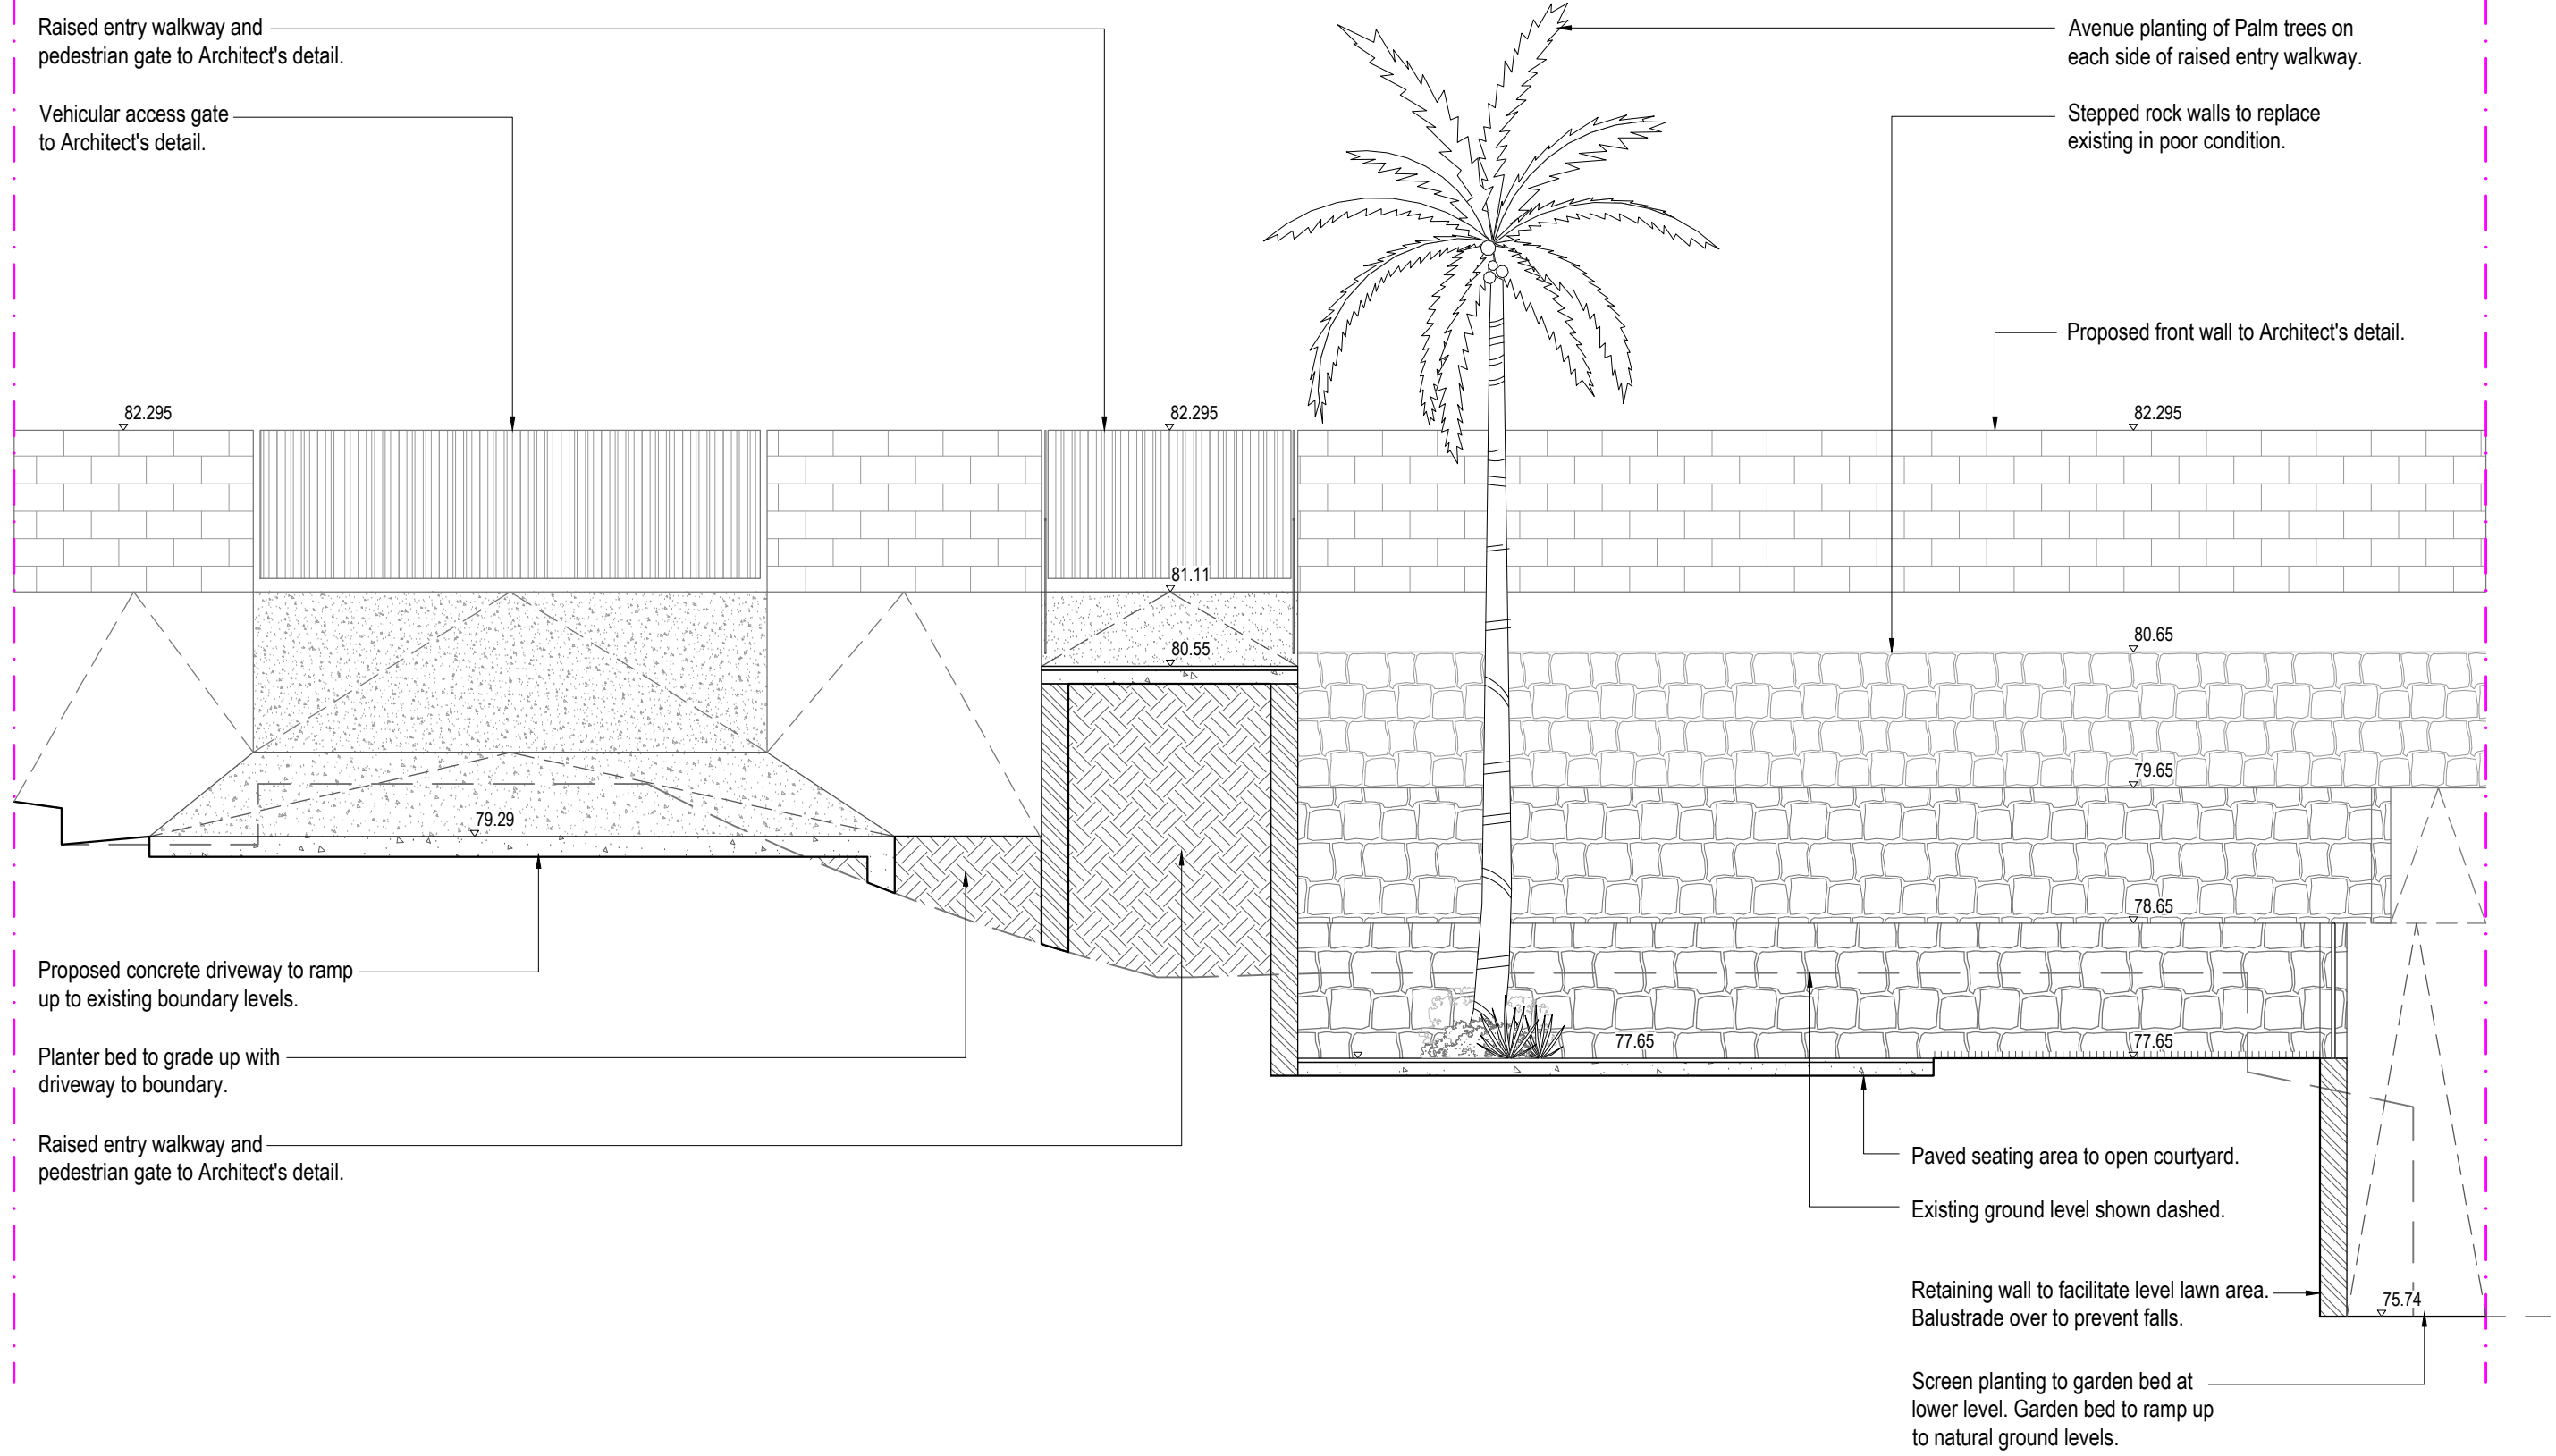 Raised entry walkway and
pedestrian gate to Architect's detail.
Vehicular access gate
to Architect's detail.
Avenue planting of Palm trees on
each side of raised entry walkway.
Stepped rock walls to replace
existing in poor condition.
Proposed front wall to Architect's detail.
82.295
82.295
82.295
81.11
80.55
80.65
79.65
79.29
78.65
77.65
77.65
Proposed concrete driveway to ramp
up to existing boundary levels.
Planter bed to grade up with
driveway to boundary.
Raised entry walkway and
pedestrian gate to Architect's detail.
Paved seating area to open courtyard.
Existing ground level shown dashed.
Retaining wall to facilitate level lawn area.
Balustrade over to prevent falls.
75.74
Screen planting to garden bed at
lower level. Garden bed to ramp up
to natural ground levels.